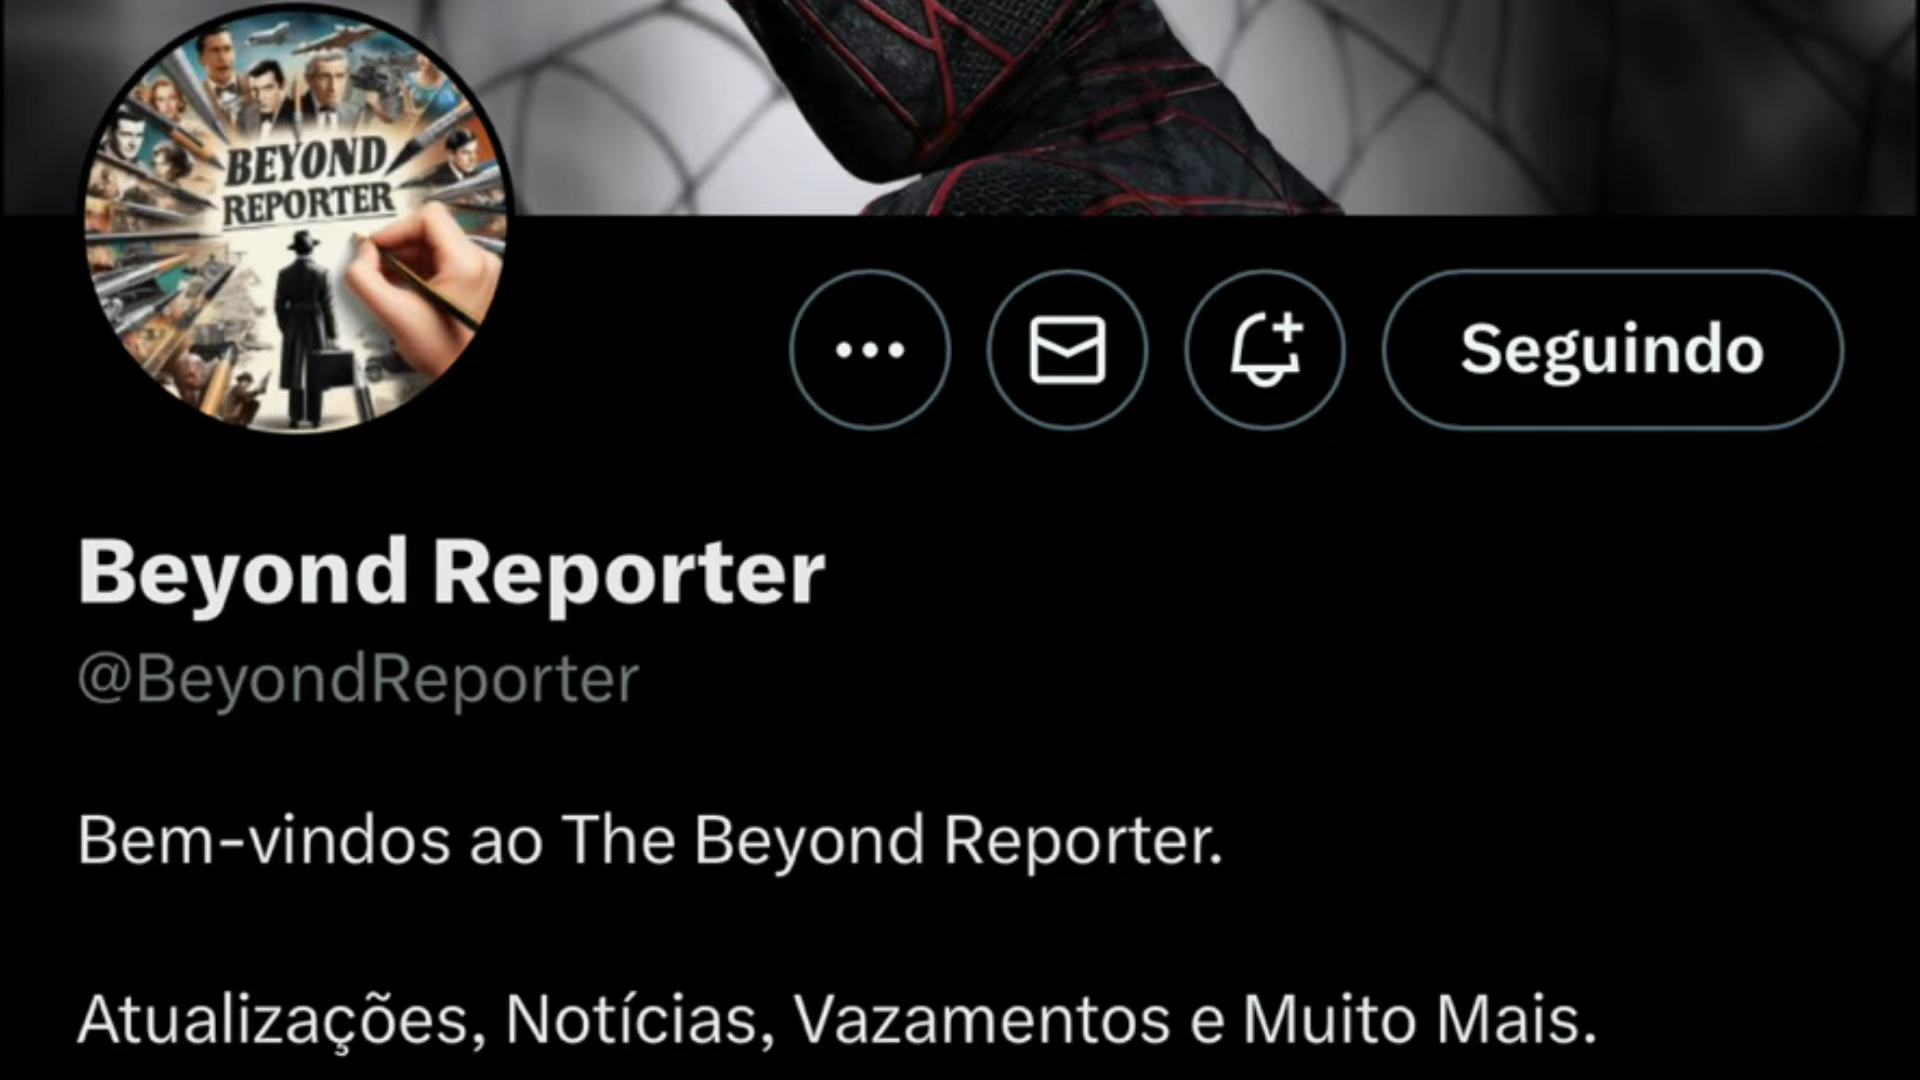 BEYOND
REPORTER
Seguindo
Beyond Reporter
@BeyondReporter
Bem-vindos ao The Beyond Reporter.
Atualizações, Notícias, Vazamentos e Muito Mais.